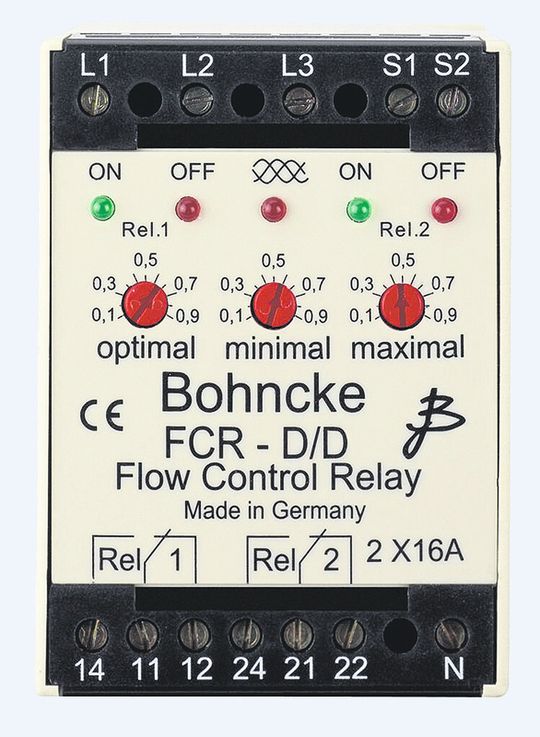 L1 L2 L3 S1 S2
ON OFF ON OFF
Rel.1 Rel.2
0,5 0,5 0,5
0,3 0,7 0,3 0,7 0,3 0,7
0,1 0,9 0,1 0,9 0,1 0,9
optimal minimal maximal
Bohncke
CE
FCR - D/D
B
Flow Control Relay
Made in Germany
Rel 1 Rel 2 2 X16A
14 11 12 24 21 22 N